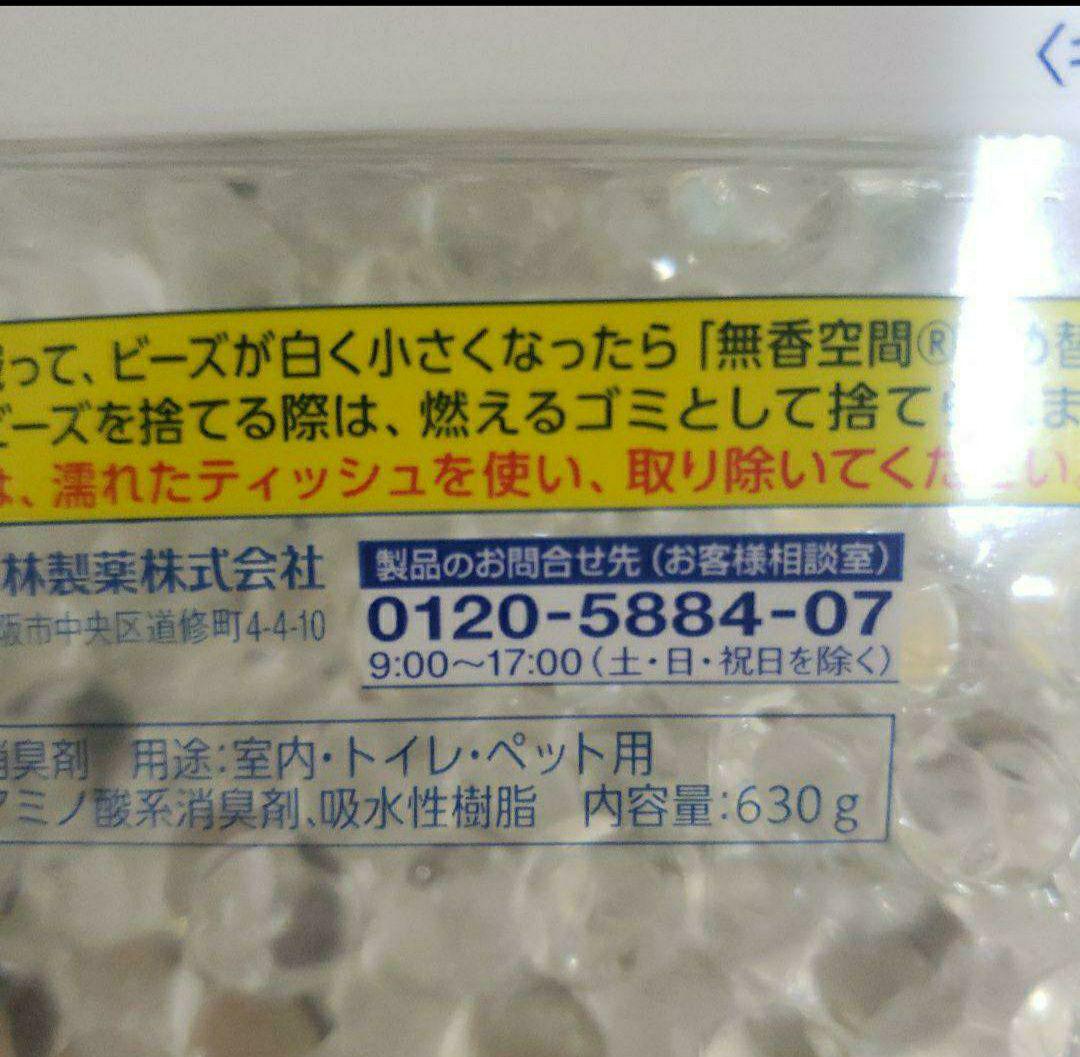 って、ビーズが白く小さくなったら「無香空間® め替
ビーズを捨てる際は、燃えるゴミとして捨て ま
は、濡れたティッシュを使い、取り除いてください。
林製薬株式会社
阪市中央区道修町4-4-10
製品のお問合せ先（お客様相談室）
0120-5884-07
9:00～17:00（土・日・祝日を除く）
消臭剤 用途:室内・トイレ・ペット用
アミノ酸系消臭剤、吸水性樹脂 内容量:630g